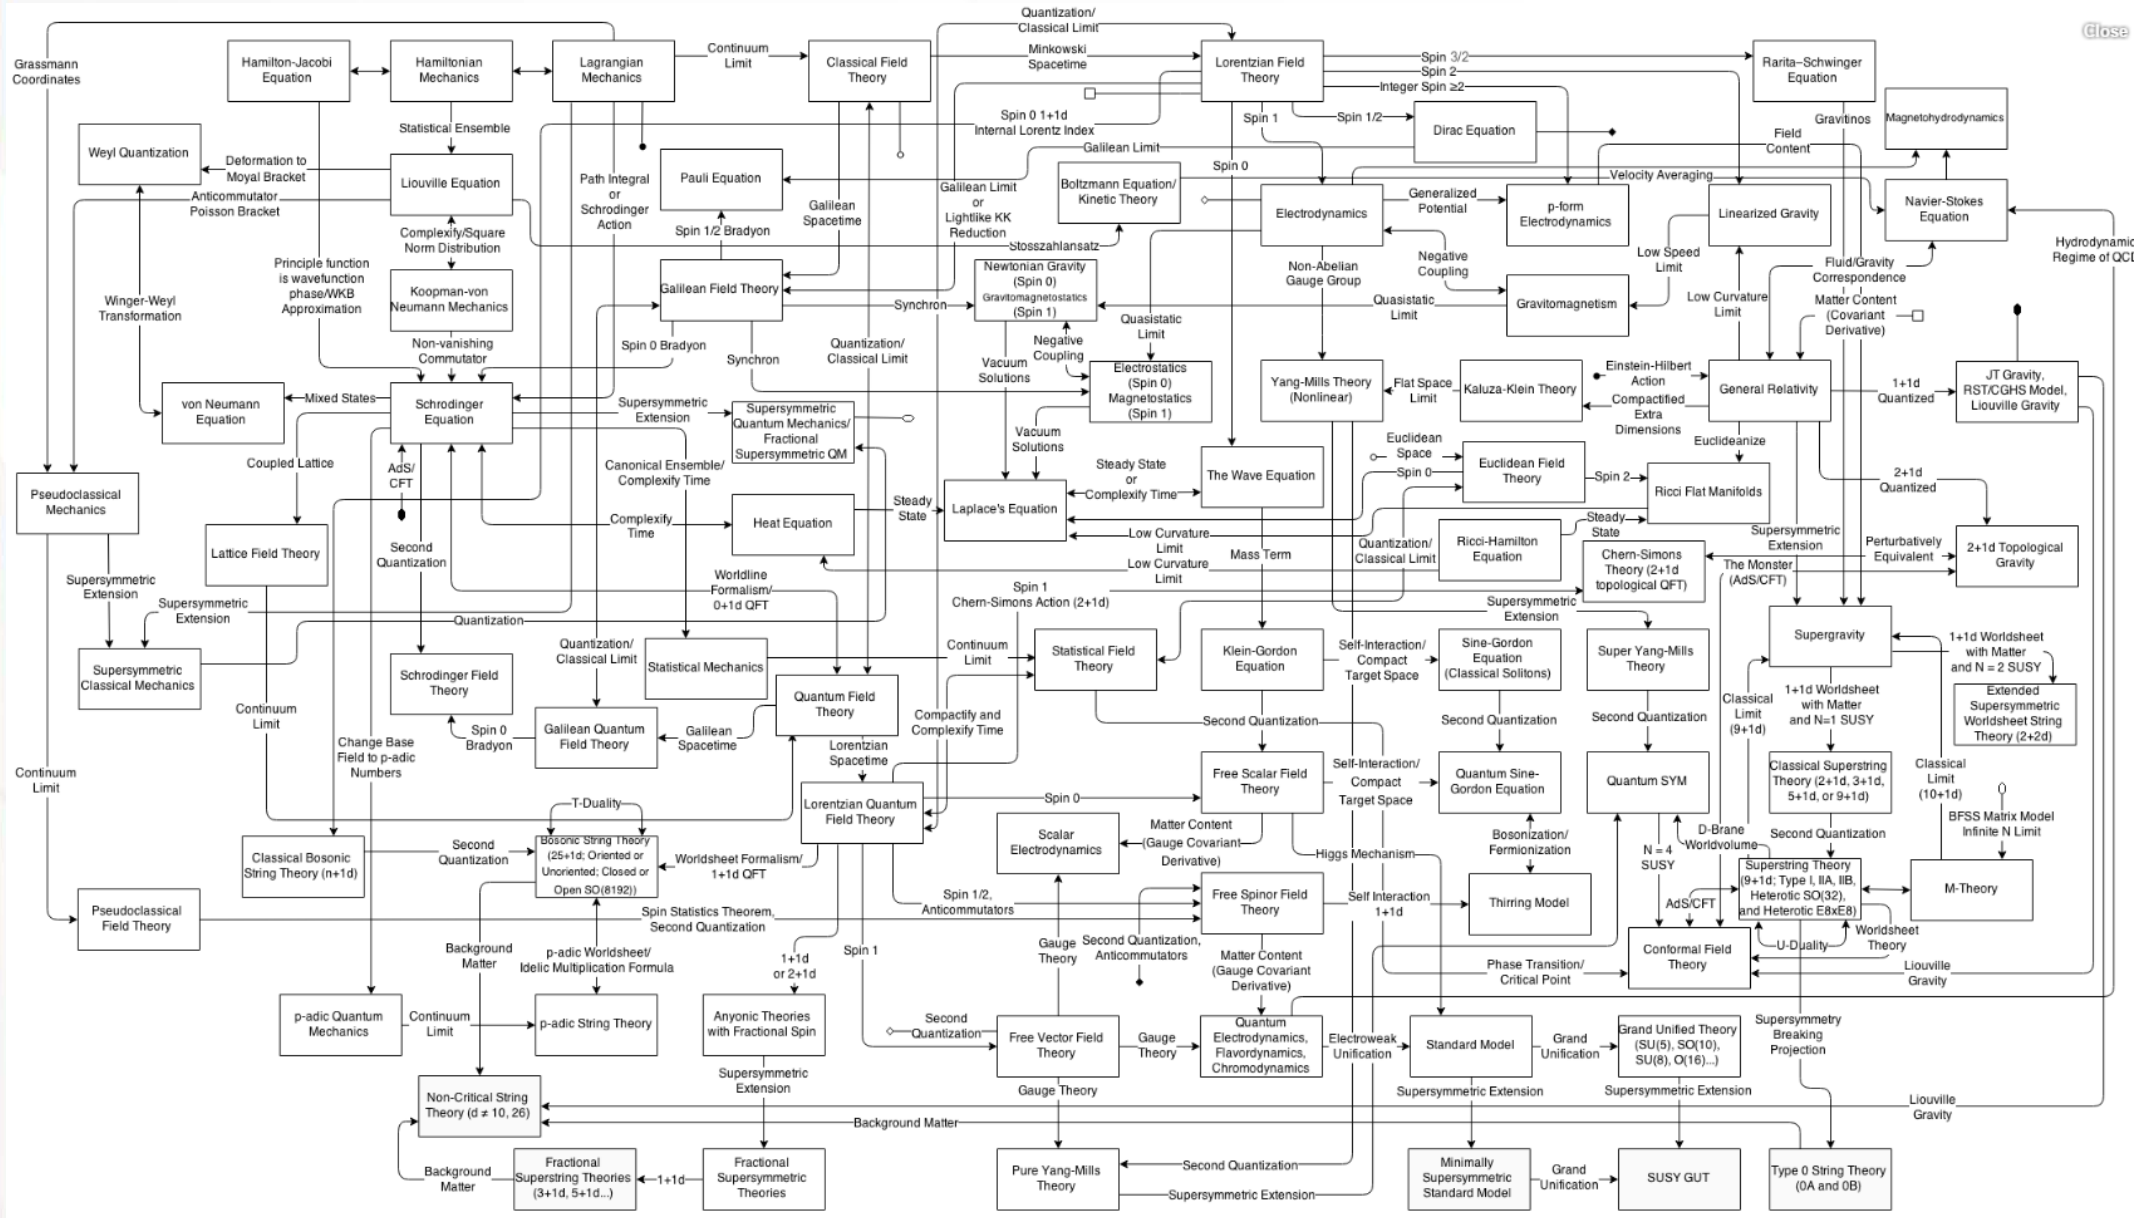 Close
Quantization/
Classical Limit
Grassmann
Coordinates
Hamilton-Jacobi
Equation
Hamiltonian
Mechanics
Lagrangian
Mechanics
Continuum
Limit
Classical Field
Theory
Minkowski
Spacetime
Lorentzian Field
Theory
Spin 3/2
Spin 2
Integer Spin ≥2
Rarita–Schwinger
Equation
Magnetohydrodynamics
Gravitinos
Weyl Quantization
Statistical Ensemble
Deformation to
Moyal Bracket
Anticommutator
Poisson Bracket
Liouville Equation
Path Integral
or
Schrodinger
Action
Pauli Equation
Spin 0 1+1d
Internal Lorentz Index
Galilean Limit
Spin 1
Spin 1/2
Dirac Equation
Field
Content
Spin 0
Velocity Averaging
Galilean
Spacetime
Galilean Limit
or
Lightlike KK
Reduction
Boltzmann Equation/
Kinetic Theory
Electrodynamics
Generalized
Potential
p-form
Electrodynamics
Linearized Gravity
Navier-Stokes
Equation
Complexify/Square
Norm Distribution
Spin 1/2 Bradyon
Stosszahlansatz
Hydrodynamic
Regime of QCD
Principle function
is wavefunction
phase/WKB
Approximation
Koopman-von
Neumann Mechanics
Galilean Field Theory
Newtonian Gravity
(Spin 0)
Gravitomagnetostatics
(Spin 1)
Synchron
Non-Abelian
Gauge Group
Negative
Coupling
Low Speed
Limit
Gravitomagnetism
Quasistatic
Limit
Fluid/Gravity
Correspondence
Low Curvature
Limit
Matter Content
(Covariant
Derivative)
Winger-Weyl
Transformation
Non-vanishing
Commutator
Spin 0 Bradyon
Synchron
Quantization/
Classical Limit
Vacuum
Solutions
Negative
Coupling
Quasistatic
Limit
von Neumann
Equation
Mixed States
Schrodinger
Equation
Supersymmetric
Extension
Supersymmetric
Quantum Mechanics/
Fractional
Supersymmetric QM
Electrostatics
(Spin 0)
Magnetostatics
(Spin 1)
Yang-Mills Theory
(Nonlinear)
Flat Space
Limit
Kaluza-Klein Theory
Einstein-Hilbert
Action
Compactified
Extra
Dimensions
General Relativity
1+1d
Quantized
JT Gravity,
RST/CGHS Model,
Liouville Gravity
Coupled Lattice
AdS/
CFT
Canonical Ensemble/
Complexify Time
Vacuum
Solutions
Euclidean
Space
Spin 0
Euclideanize
Pseudoclassical
Mechanics
Lattice Field Theory
Complexify
Time
Heat Equation
Steady
State
Laplace's Equation
Steady State
or
Complexify Time
The Wave Equation
Euclidean Field
Theory
Spin 2
Ricci Flat Manifolds
2+1d
Quantized
Second
Quantization
Low Curvature
Limit
Low Curvature
Limit
Mass Term
Quantization/
Classical Limit
Ricci-Hamilton
Equation
Steady
State
Supersymmetric
Extension
Chern-Simons
Theory (2+1d
topological QFT)
Perturbatively
Equivalent
2+1d Topological
Gravity
The Monster
(AdS/CFT)
Supersymmetric
Extension
Supersymmetric
Extension
Worldline
Formalism/
0+1d QFT
Spin 1
Chern-Simons Action (2+1d)
Quantization
Supersymmetric
Extension
Supersymmetric
Classical Mechanics
Schrodinger Field
Theory
Quantization/
Classical Limit
Statistical Mechanics
Continuum
Limit
Statistical Field
Theory
Klein-Gordon
Equation
Self-Interaction/
Compact
Target Space
Sine-Gordon
Equation
(Classical Solitons)
Super Yang-Mills
Theory
Supergravity
1+1d Worldsheet
with Matter
and N = 2 SUSY
Extended
Supersymmetric
Worldsheet String
Theory (2+2d)
Continuum
Limit
Spin 0
Bradyon
Galilean Quantum
Field Theory
Galilean
Spacetime
Quantum Field
Theory
Compactify and
Complexify Time
Second Quantization
Second Quantization
Second Quantization
Classical
Limit
(9+1d)
1+1d Worldsheet
with Matter
and N=1 SUSY
Change Base
Field to p-adic
Numbers
Lorentzian
Spacetime
Continuum
Limit
T-Duality
Lorentzian Quantum
Field Theory
Spin 0
Free Scalar Field
Theory
Self-Interaction/
Compact
Target Space
Quantum Sine-
Gordon Equation
Quantum SYM
Classical Superstring
Theory (2+1d, 3+1d,
5+1d, or 9+1d)
Classical
Limit
(10+1d)
BFSS Matrix Model
Infinite N Limit
Classical Bosonic
String Theory (n+1d)
Second
Quantization
Bosonic String Theory
(25+1d; Oriented or
Unoriented; Closed or
Open SO(8192))
Worldsheet Formalism/
1+1d QFT
Scalar
Electrodynamics
Matter Content
(Gauge Covariant
Derivative)
Higgs Mechanism
Bosonization/
Fermionization
N = 4
SUSY
D-Brane
Worldvolume
Second Quantization
Superstring Theory
(9+1d; Type I, IIA, IIB,
Heterotic SO(32),
and Heterotic E8xE8)
M-Theory
AdS/CFT
Pseudoclassical
Field Theory
Spin Statistics Theorem,
Second Quantization
Spin 1/2,
Anticommutators
Free Spinor Field
Theory
Self Interaction
1+1d
Thirring Model
Background
Matter
p-adic Worldsheet/
Idelic Multiplication Formula
1+1d
or 2+1d
Spin 1
Gauge
Theory
Second Quantization,
Anticommutators
Matter Content
(Gauge Covariant
Derivative)
Phase Transition/
Critical Point
Conformal Field
Theory
U-Duality
Worldsheet
Theory
Liouville
Gravity
p-adic Quantum
Mechanics
Continuum
Limit
p-adic String Theory
Anyonic Theories
with Fractional Spin
Second
Quantization
Free Vector Field
Theory
Gauge
Theory
Quantum
Electrodynamics,
Flavordynamics,
Chromodynamics
Electroweak
Unification
Standard Model
Grand
Unification
Grand Unified Theory
(SU(5), SO(10),
SU(8), O(16)...)
Supersymmetry
Breaking
Projection
Supersymmetric
Extension
Gauge Theory
Supersymmetric Extension
Supersymmetric Extension
Non-Critical String
Theory (d ≠ 10, 26)
Liouville
Gravity
Background Matter
Background
Matter
Fractional
Superstring Theories
(3+1d, 5+1d...)
1+1d
Fractional
Supersymmetric
Theories
Pure Yang-Mills
Theory
Second Quantization
Supersymmetric Extension
Minimally
Supersymmetric
Standard Model
Grand
Unification
SUSY GUT
Type 0 String Theory
(0A and 0B)